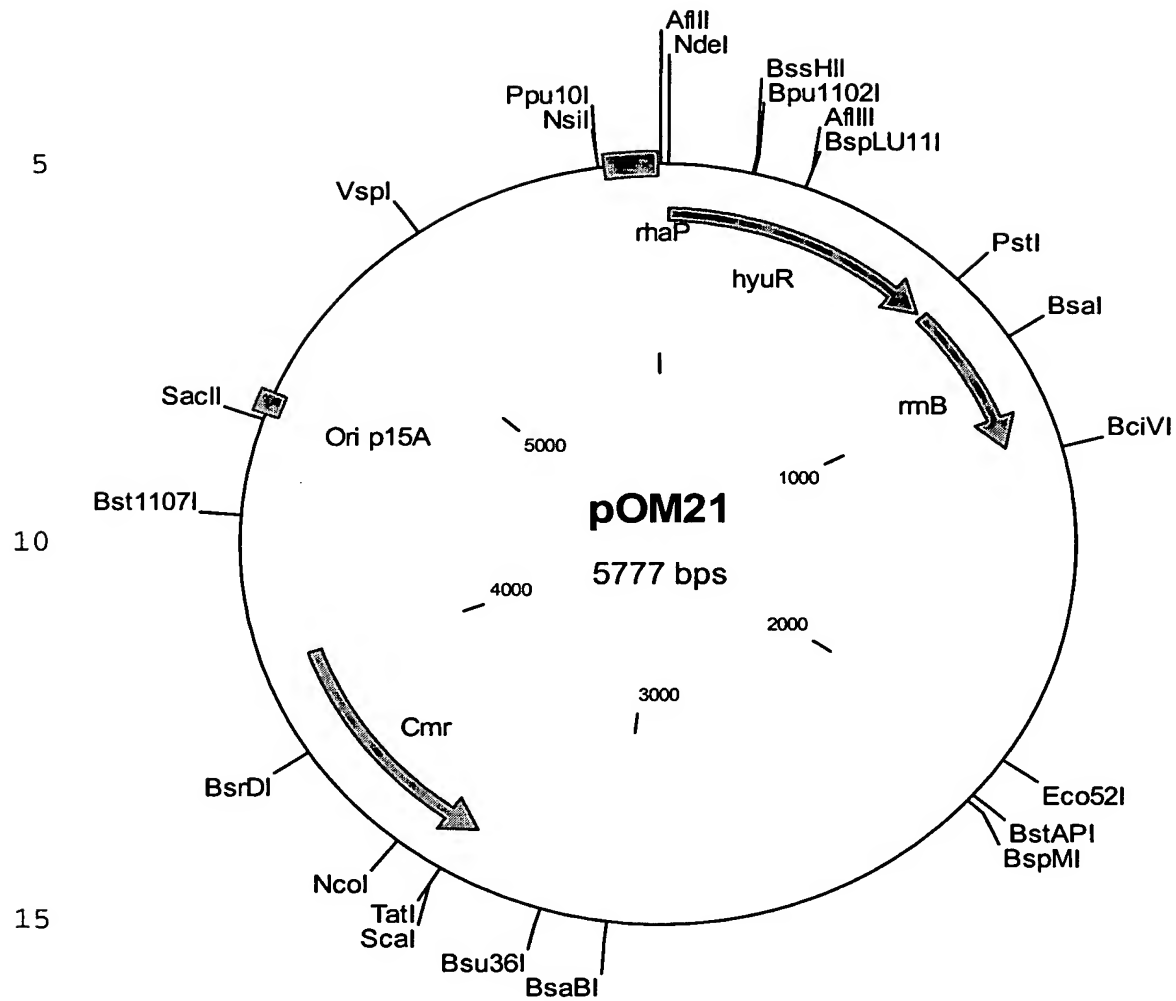 AflII
NdeI
BssHII
Bpu1102I
AflIII
BspLU11I
Ppu10I
NsiI
5
VspI
rhaP
hyuR
PstI
BsaI
SacII
Ori p15A
5000
rrnB
BciVI
1000
Bst1107I
pOM21
10
5777 bps
4000
2000
3000
Cmr
BsrDI
Eco52I
BstAPI
BspMI
NcoI
TatI
ScaI
15
Bsu36I
BsaBI